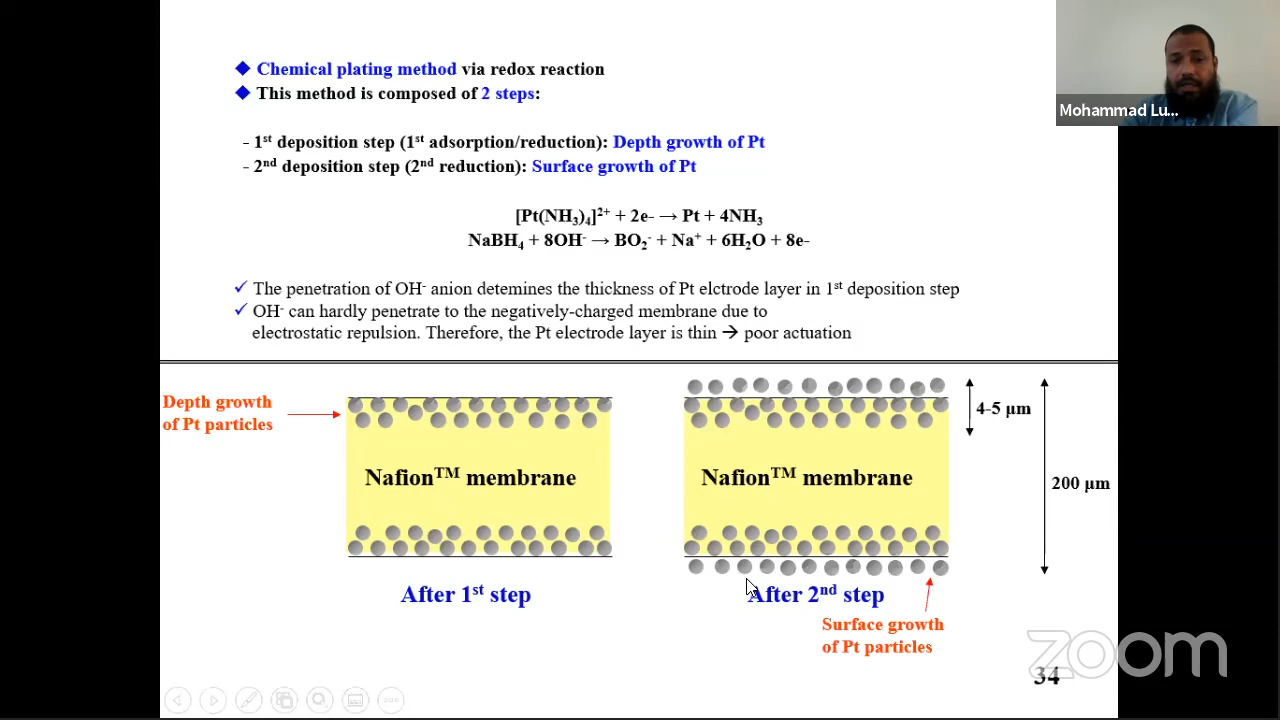 Mohammad Lu...
◆ Chemical plating method via redox reaction
◆ This method is composed of 2 steps:
- 1st deposition step (1st adsorption/reduction): Depth growth of Pt
- 2nd deposition step (2nd reduction): Surface growth of Pt
[Pt(NH3)4]2+ + 2e- → Pt + 4NH3
NaBH4 + 8OH- → BO2- + Na+ + 6H2O + 8e-
✓ The penetration of OH- anion detemines the thickness of Pt elctrode layer in 1st deposition step
✓ OH- can hardly penetrate to the negatively-charged membrane due to
electrostatic repulsion. Therefore, the Pt electrode layer is thin → poor actuation
Depth growth
of Pt particles
Nafion™ membrane
After 1st step
Nafion™ membrane
4-5 μm
200 μm
After 2nd step
Surface growth
of Pt particles
zoom
34